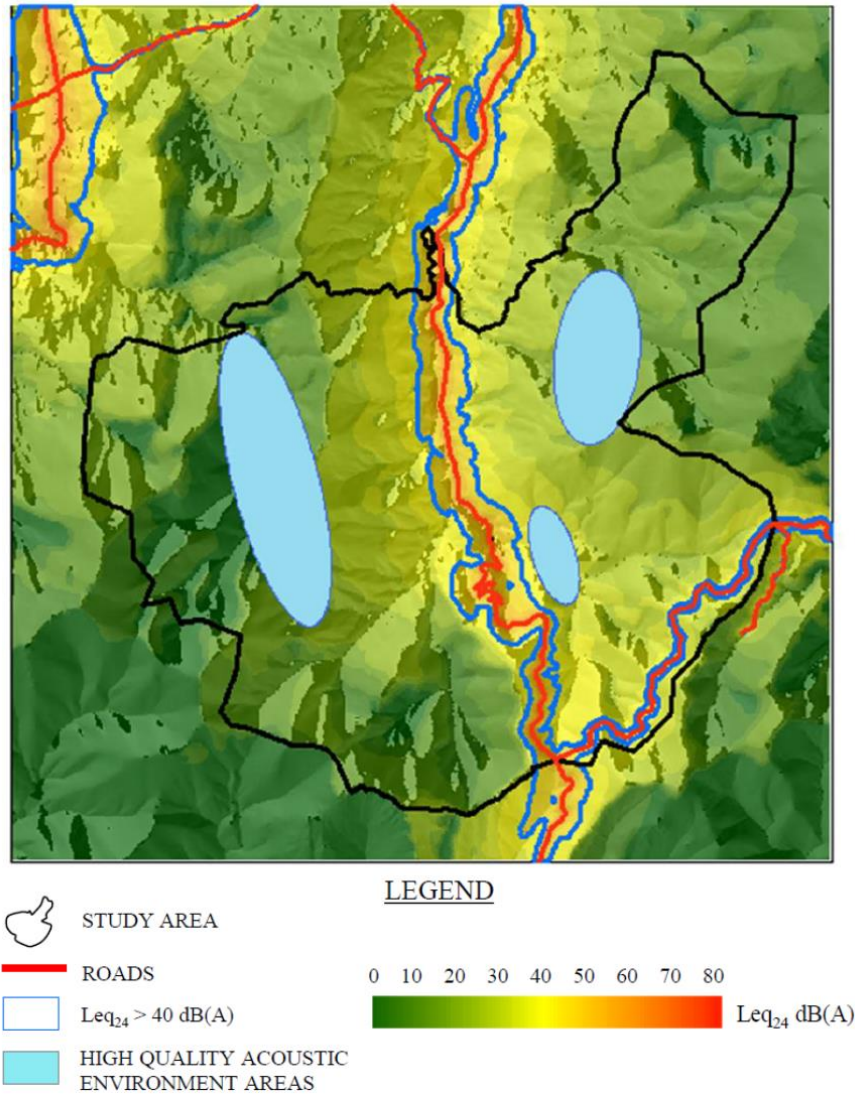 LEGEND
STUDY AREA
ROADS
Leq₂₄ > 40 dB(A)
HIGH QUALITY ACOUSTIC
ENVIRONMENT AREAS
0 10 20 30 40 50 60 70 80
Leq₂₄ dB(A)